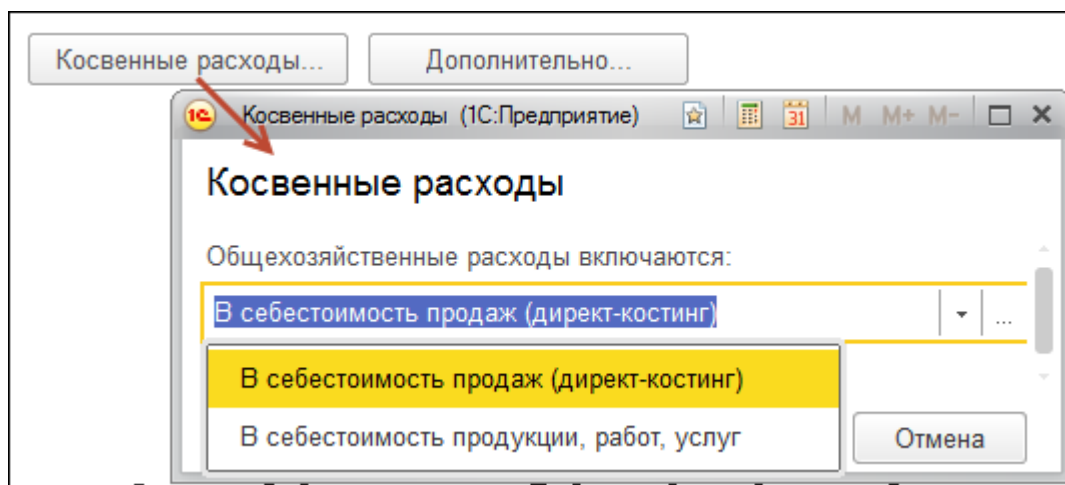 Косвенные расходы... Дополнительно...
Косвенные расходы (1С:Предприятие) 31 M M+ M-
Косвенные расходы
Общехозяйственные расходы включаются:
В себестоимость продаж (директ-костинг) ...
В себестоимость продаж (директ-костинг)
В себестоимость продукции, работ, услуг Отмена